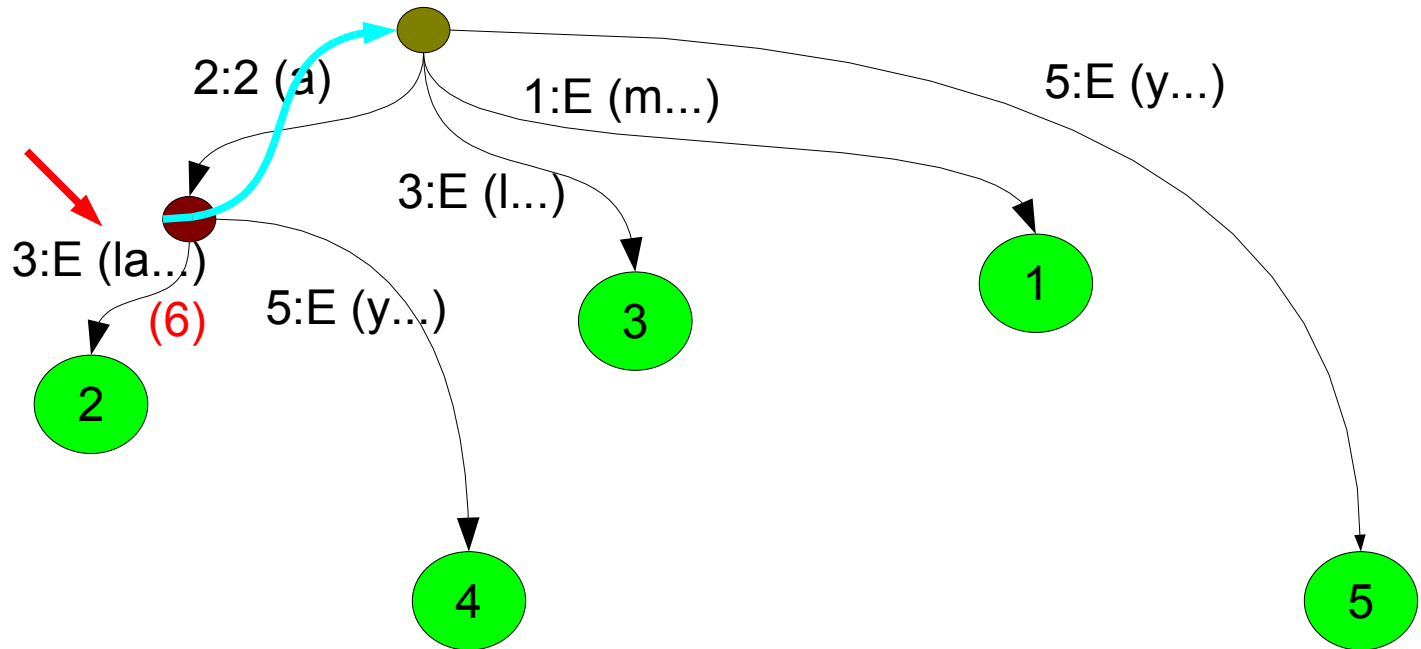 2:2 (a)
1:E (m...)
5:E (y...)
3:E (l...)
3:E (la...)
(6)
5:E (y...)
1
3
2
4
5